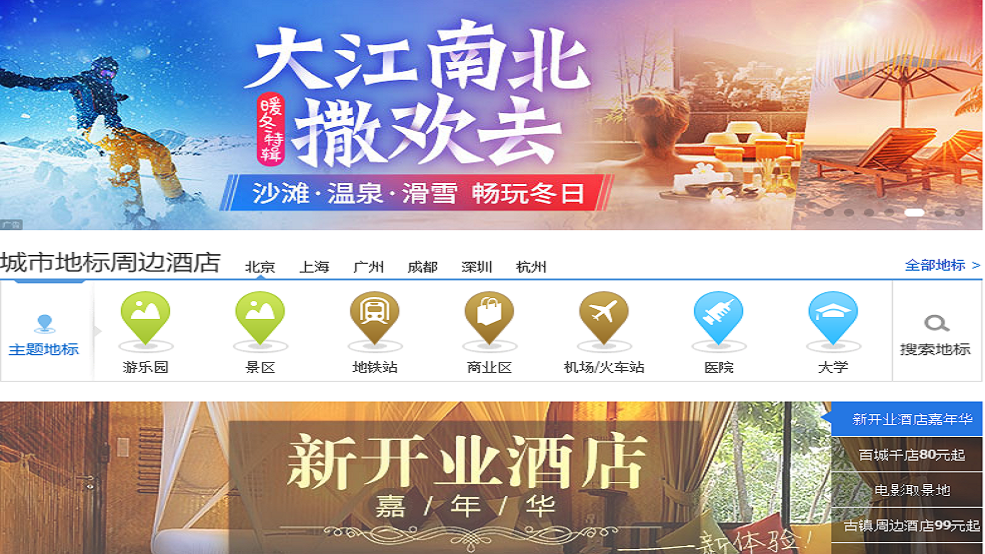 大江南北
暖冬特辑
撒欢去
沙滩·温泉·滑雪 畅玩冬日
广告
城市地标周边酒店
北京 上海 广州 成都 深圳 杭州
全部地标 >
主题地标
游乐园 景区 地铁站 商业区 机场/火车站 医院 大学
搜索地标
新开业酒店
嘉/年/华
新体验!
新开业酒店嘉年华
百城千店80元起
电影取景地
古镇周边酒店99元起